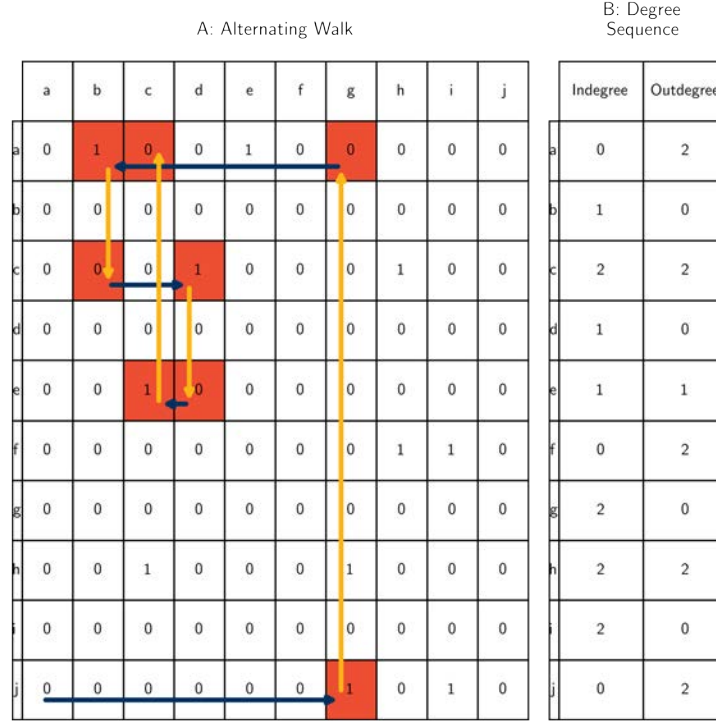 A: Alternating Walk
B: Degree
Sequence
a b c d e f g h i j
a 0 1 0 0 1 0 0 0 0 0
b 0 0 0 0 0 0 0 0 0 0
c 0 0 0 1 0 0 0 1 0 0
d 0 0 0 0 0 0 0 0 0 0
e 0 0 1 0 0 0 0 0 0 0
f 0 0 0 0 0 0 0 1 1 0
g 0 0 0 0 0 0 0 0 0 0
h 0 0 1 0 0 0 1 0 0 0
i 0 0 0 0 0 0 0 0 0 0
j 0 0 0 0 0 0 1 0 1 0
Indegree Outdegree
a 0 2
b 1 0
c 2 2
d 1 0
e 1 1
f 0 2
g 2 0
h 2 2
i 2 0
j 0 2